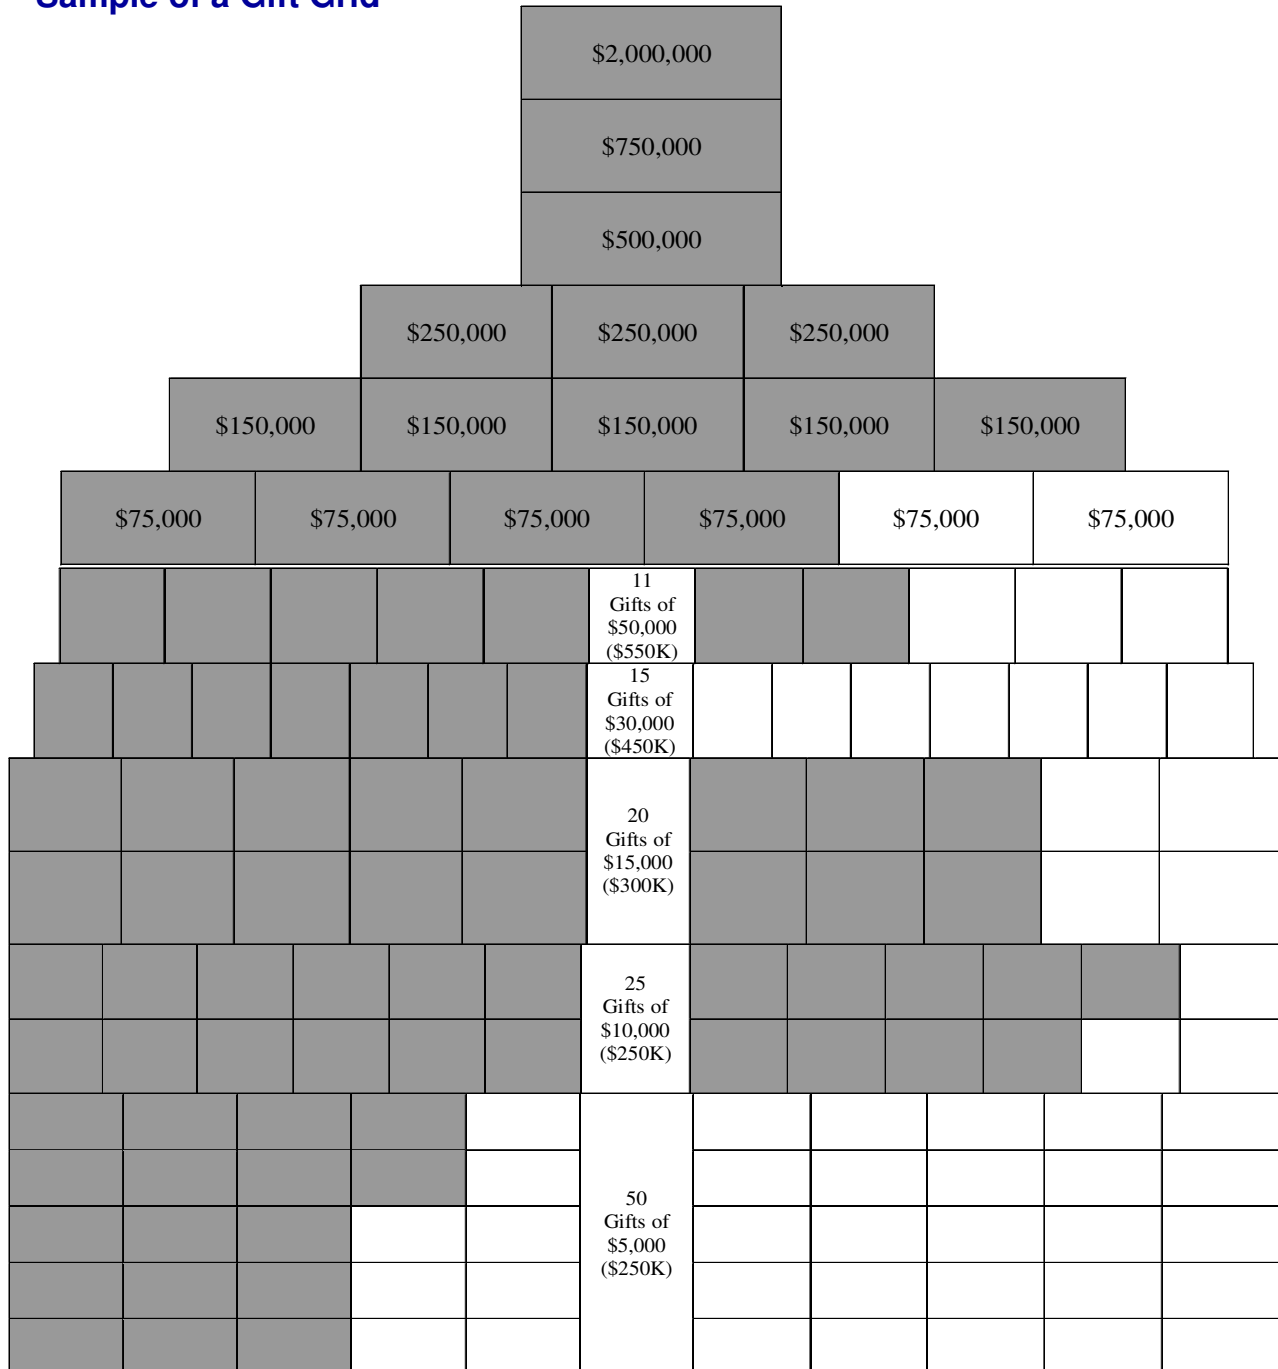 Sample of a Gift Grid
$2,000,000
$750,000
$500,000
$250,000 $250,000 $250,000
$150,000 $150,000 $150,000 $150,000 $150,000
$75,000 $75,000 $75,000 $75,000 $75,000 $75,000
11
Gifts of
$50,000
($550K)
15
Gifts of
$30,000
($450K)
20
Gifts of
$15,000
($300K)
25
Gifts of
$10,000
($250K)
50
Gifts of
$5,000
($250K)